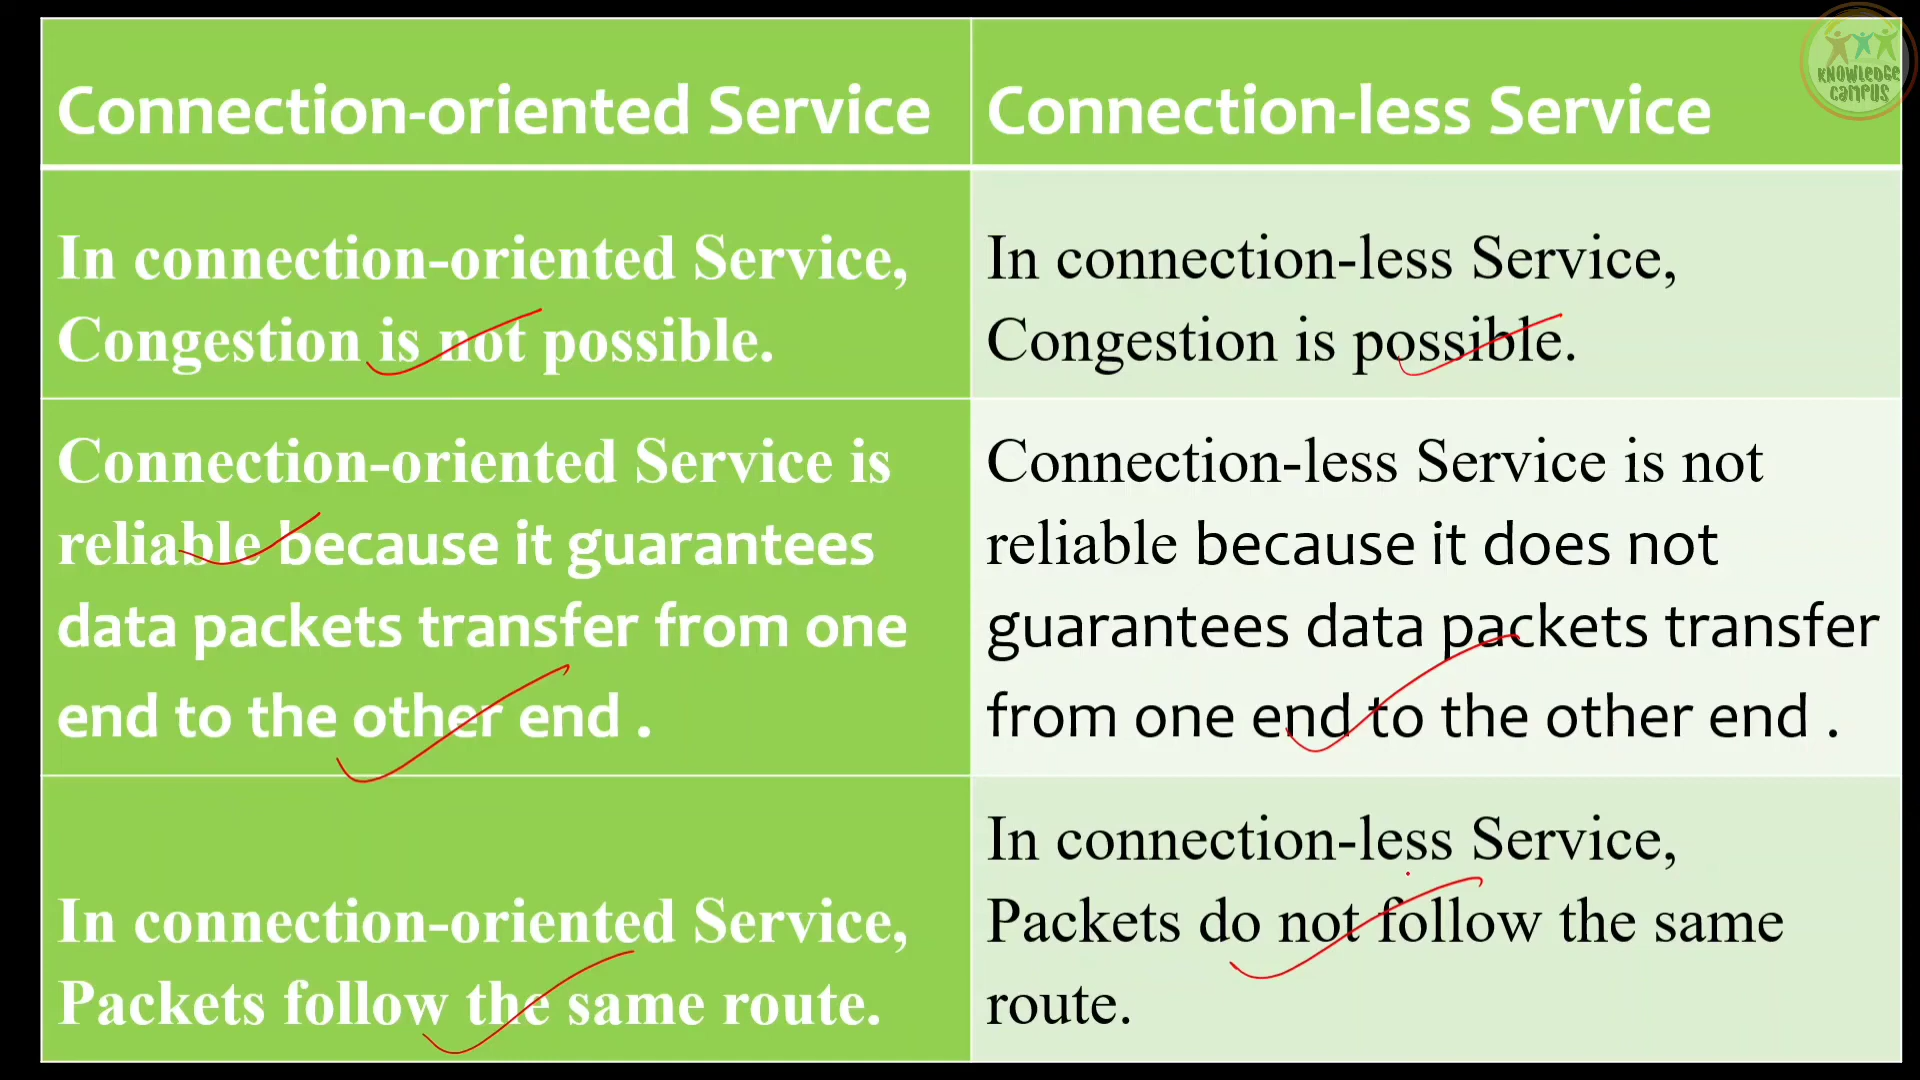 Connection-oriented Service
Connection-less Service
KNOWLEDGE
CAMPUS
In connection-oriented Service,
Congestion is not possible.
In connection-less Service,
Congestion is possible.
Connection-oriented Service is
reliable because it guarantees
data packets transfer from one
end to the other end .
Connection-less Service is not
reliable because it does not
guarantees data packets transfer
from one end to the other end .
In connection-oriented Service,
Packets follow the same route.
In connection-less Service,
Packets do not follow the same
route.